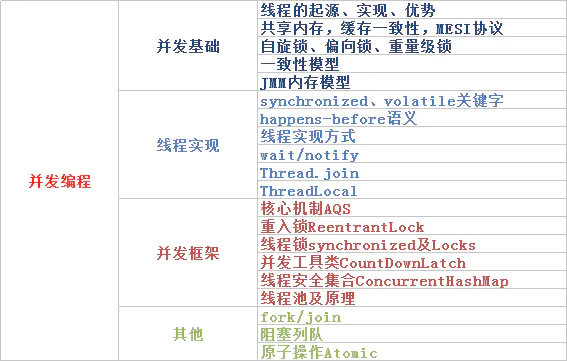 并发编程
并发基础
线程的起源、实现、优势
共享内存，缓存一致性，MESI协议
自旋锁、偏向锁、重量级锁
一致性模型
JMM内存模型
线程实现
synchronized、volatile关键字
happens-before语义
线程实现方式
wait/notify
Thread.join
ThreadLocal
并发框架
核心机制AQS
重入锁ReentrantLock
线程锁synchronized及Locks
并发工具类CountDownLatch
线程安全集合ConcurrentHashMap
线程池及原理
其他
fork/join
阻塞列队
原子操作Atomic